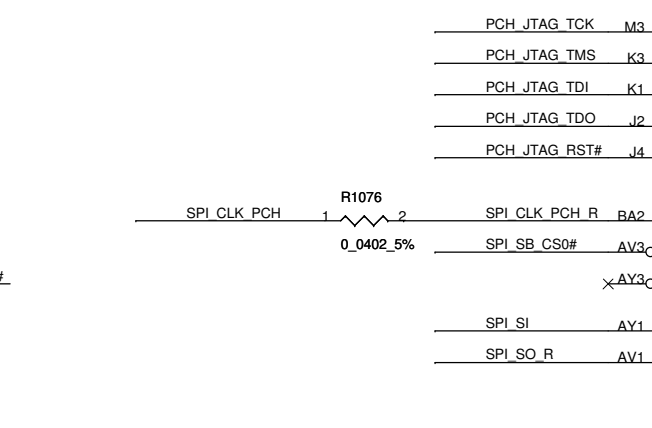 PCH_JTAG_TCK M3
PCH_JTAG_TMS K3
PCH_JTAG_TDI K1
PCH_JTAG_TDO J2
PCH_JTAG_RST# J4
R1076
SPI_CLK_PCH 1 2 SPI_CLK_PCH_R BA2
0_0402_5% SPI_SB_CS0# AV3
# AY3
SPI_SI AY1
SPI_SO_R AV1